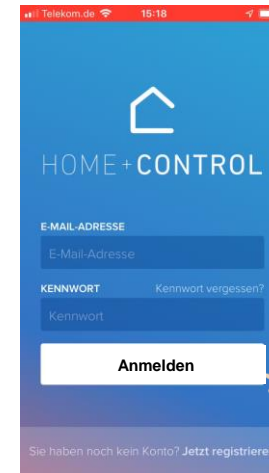 Telekom.de 15:18
HOME+CONTROL
E-MAIL-ADRESSE
E-Mail-Adresse
KENNWORT Kennwort vergessen?
Kennwort
Anmelden
Sie haben noch kein Konto? Jetzt registriere